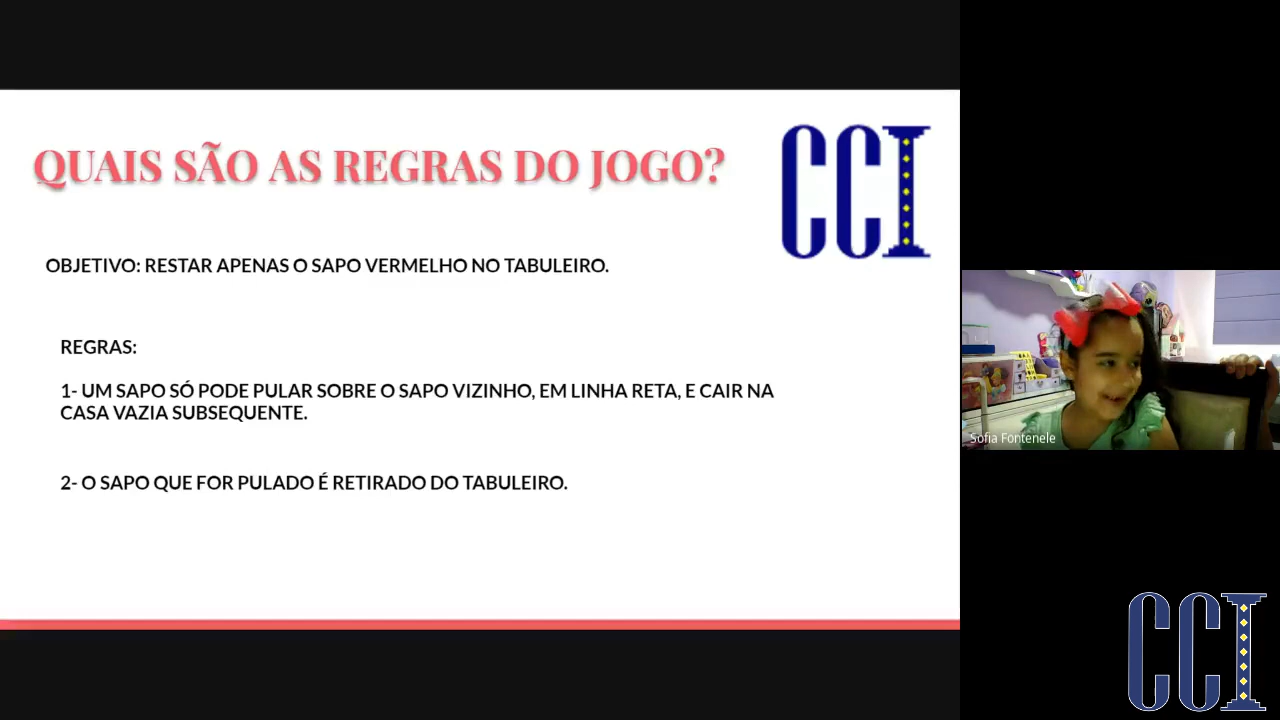 QUAIS SÃO AS REGRAS DO JOGO?
CCI
OBJETIVO: RESTAR APENAS O SAPO VERMELHO NO TABULEIRO.
REGRAS:
1- UM SAPO SÓ PODE PULAR SOBRE O SAPO VIZINHO, EM LINHA RETA, E CAIR NA
CASA VAZIA SUBSEQUENTE.
2- O SAPO QUE FOR PULADO É RETIRADO DO TABULEIRO.
Sofia Fontenele
CCI